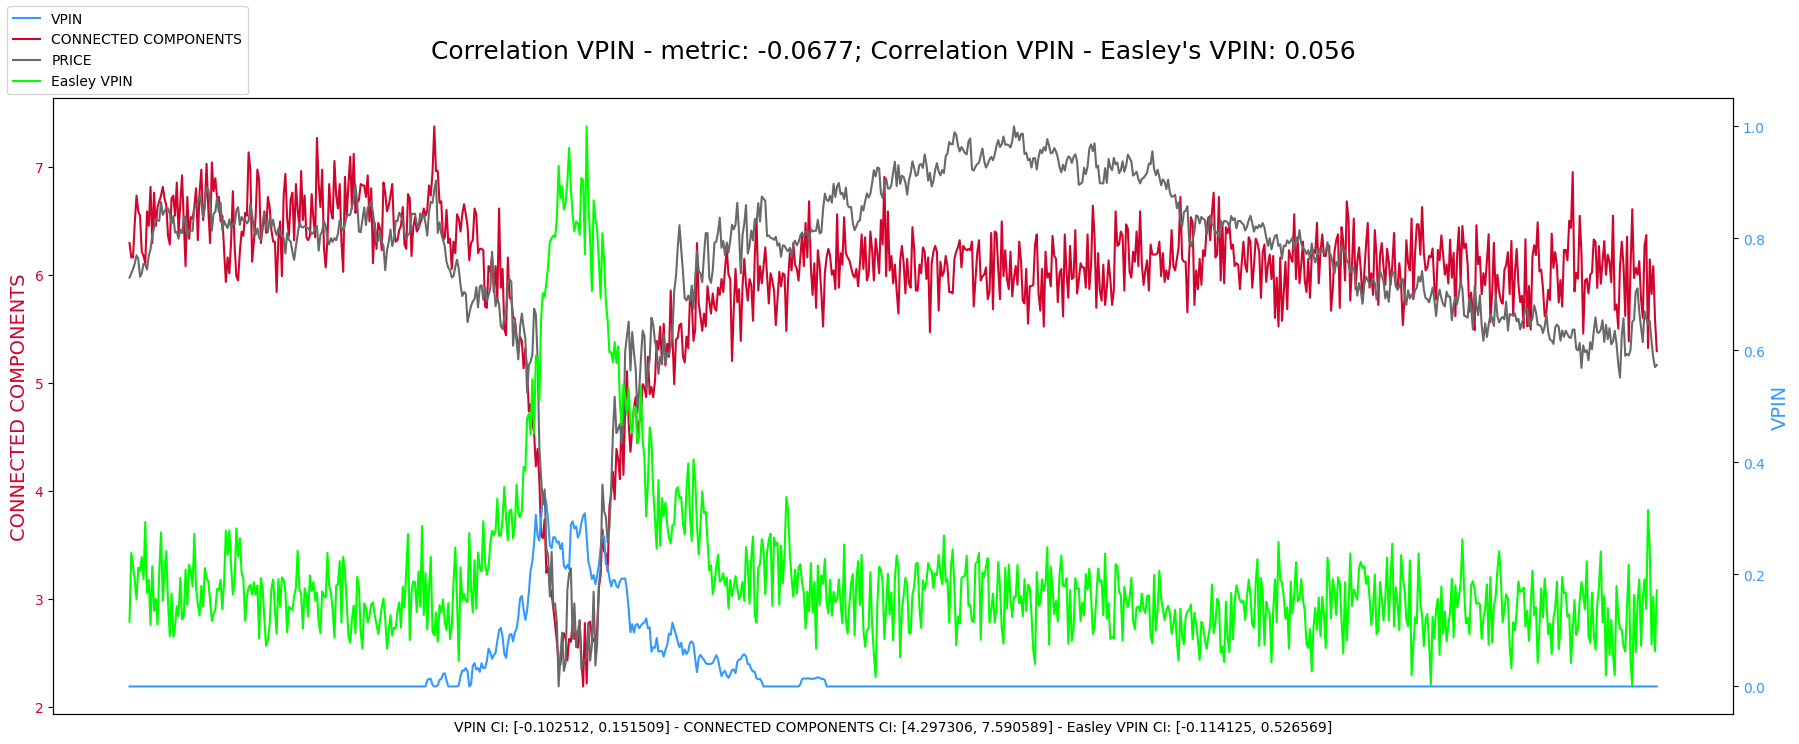 VPIN
CONNECTED COMPONENTS
PRICE
Easley VPIN
Correlation VPIN - metric: -0.0677; Correlation VPIN - Easley's VPIN: 0.056
CONNECTED COMPONENTS
7
6
5
4
3
2
1.0
0.8
0.6
0.4
0.2
0.0
VPIN
VPIN CI: [-0.102512, 0.151509] - CONNECTED COMPONENTS CI: [4.297306, 7.590589] - Easley VPIN CI: [-0.114125, 0.526569]